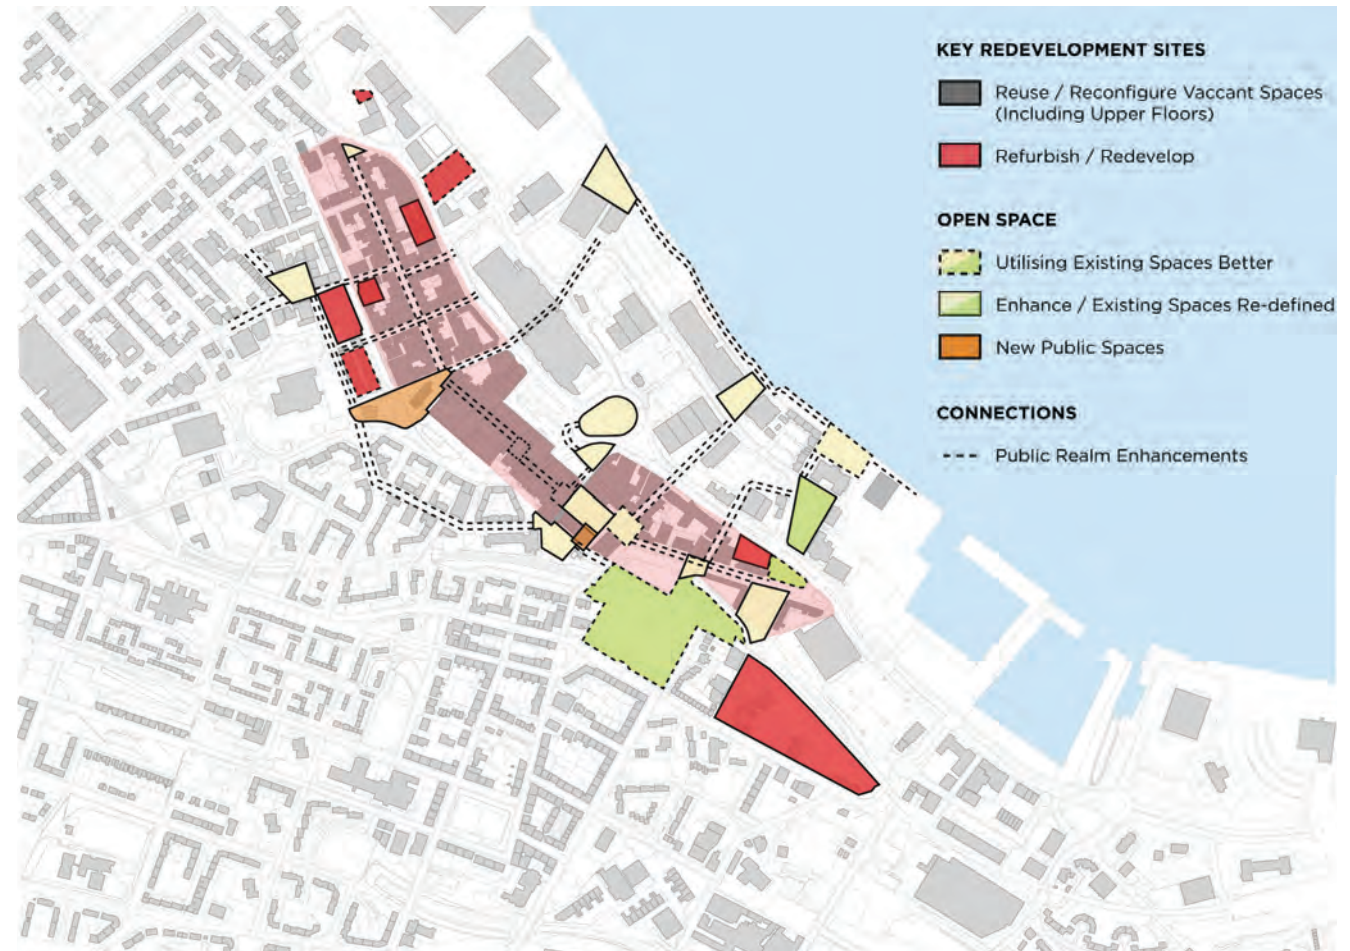 KEY REDEVELOPMENT SITES
Reuse / Reconfigure Vaccant Spaces
(Including Upper Floors)
Refurbish / Redevelop
OPEN SPACE
Utilising Existing Spaces Better
Enhance / Existing Spaces Re-defined
New Public Spaces
CONNECTIONS
Public Realm Enhancements